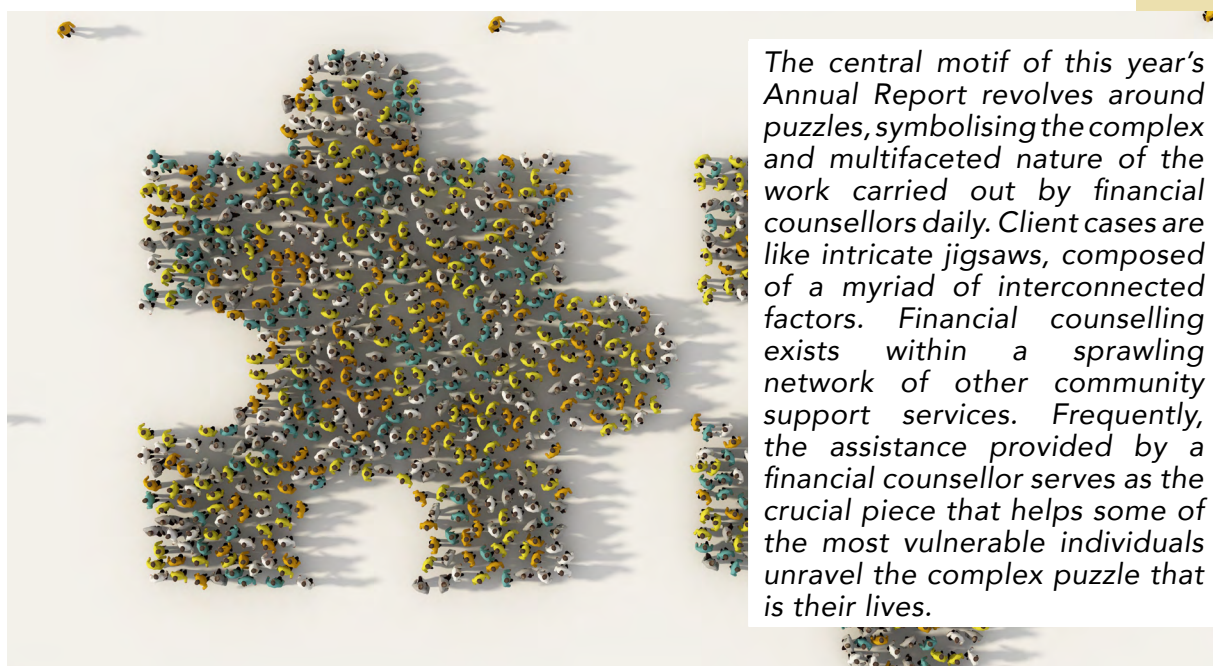 The central motif of this year's
Annual Report revolves around
puzzles, symbolising the complex
and multifaceted nature of the
work carried out by financial
counsellors daily. Client cases are
like intricate jigsaws, composed
of a myriad of interconnected
factors. Financial counselling
exists within a sprawling
network of other community
support services. Frequently,
the assistance provided by a
financial counsellor serves as the
crucial piece that helps some of
the most vulnerable individuals
unravel the complex puzzle that
is their lives.